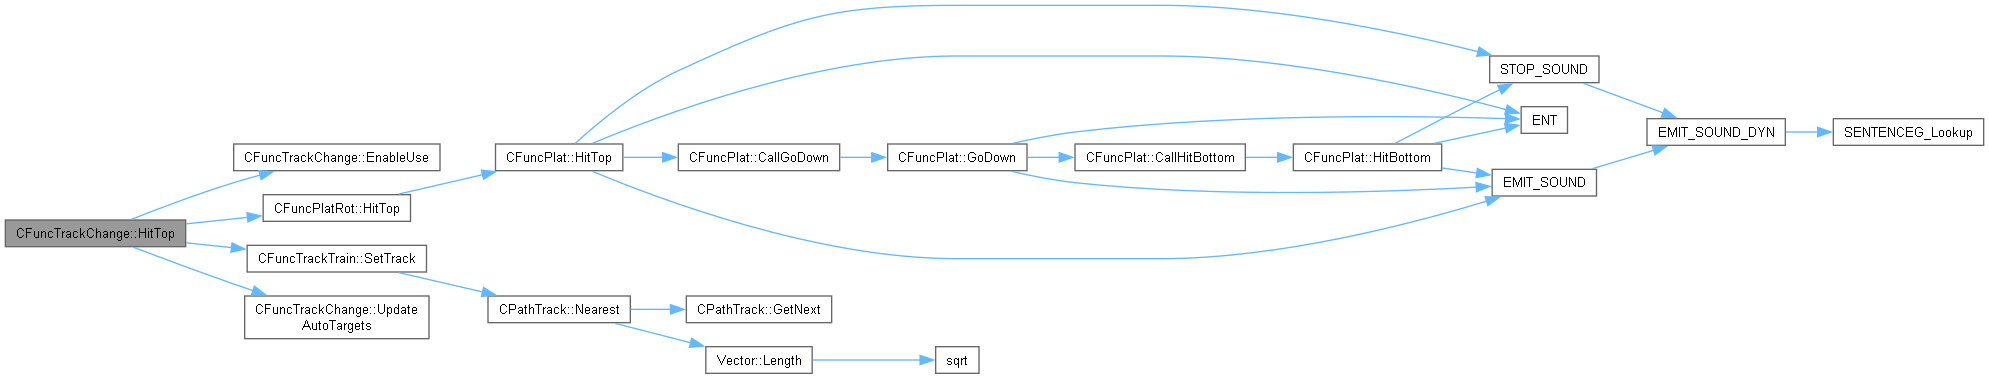 CFuncTrackChange::HitTop
CFuncTrackChange::EnableUse
CFuncPlatRot::HitTop
CFuncTrackTrain::SetTrack
CFuncTrackChange::Update
AutoTargets
CFuncPlat::HitTop
CPathTrack::Nearest
CFuncPlat::CallGoDown
CPathTrack::GetNext
Vector::Length
CFuncPlat::GoDown
sqrt
CFuncPlat::CallHitBottom
CFuncPlat::HitBottom
STOP_SOUND
ENT
EMIT_SOUND
EMIT_SOUND_DYN
SENTENCEG_Lookup